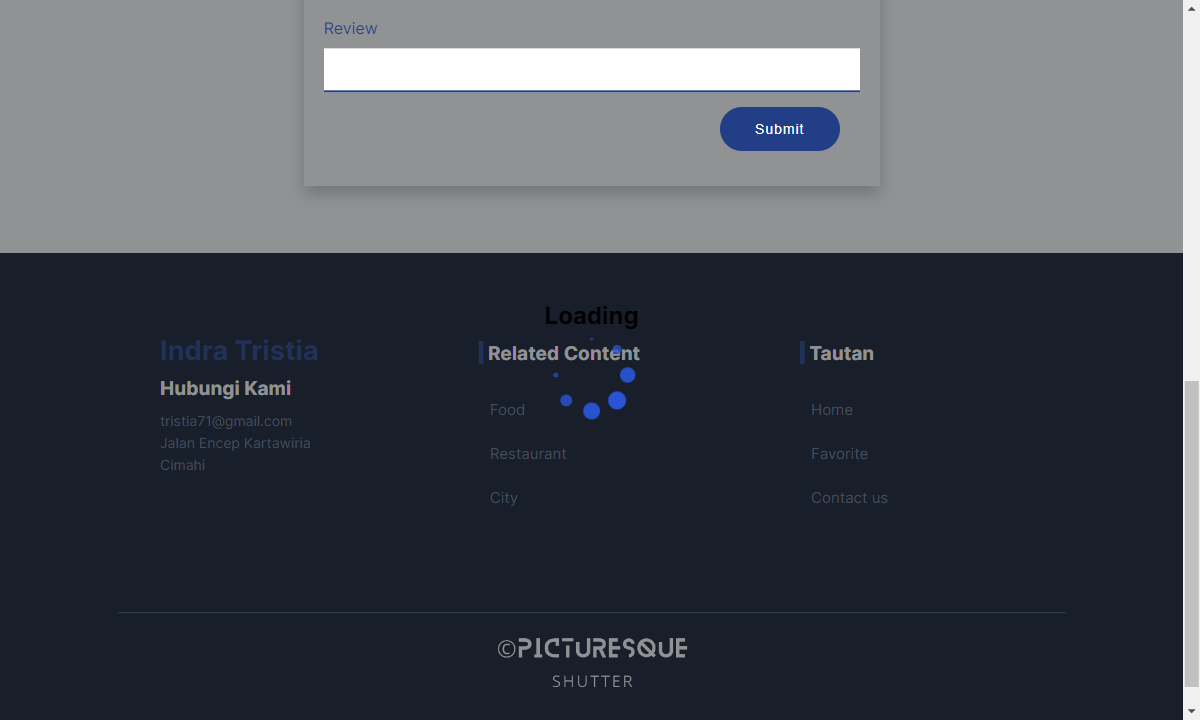 Review
Submit
Loading
Indra Tristia
Hubungi Kami
tristia71@gmail.com
Jalan Encep Kartawiria
Cimahi
Related Content
Food
Restaurant
City
Tautan
Home
Favorite
Contact us
©PICTURESQUE
SHUTTER